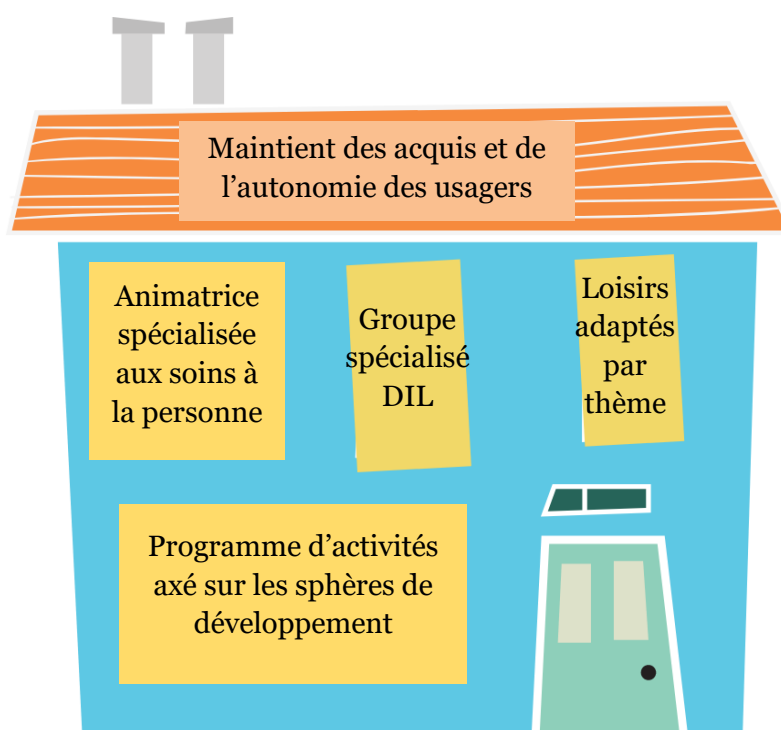 Maintient des acquis et de
l’autonomie des usagers
Animatrice
spécialisée
aux soins à
la personne
Groupe
spécialisé
DIL
Loisirs
adaptés
par
thème
Programme d’activités
axé sur les sphères de
développement